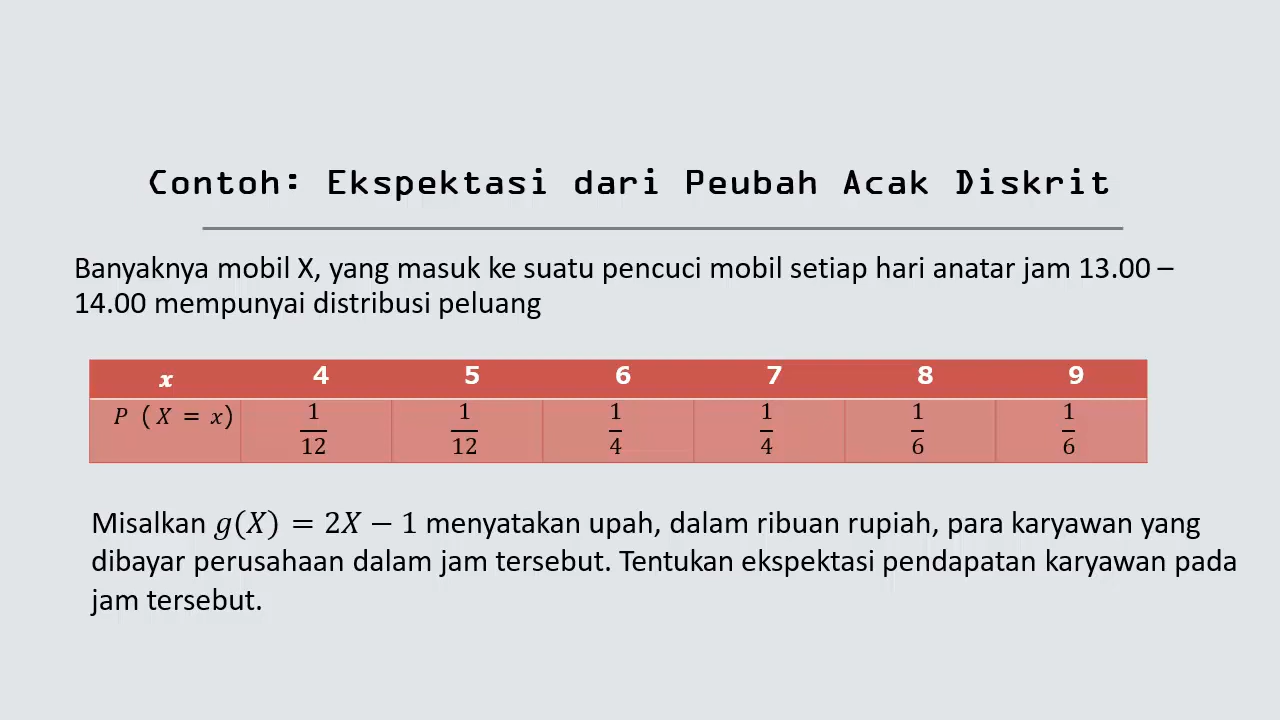 Contoh: Ekspektasi dari Peubah Acak Diskrit
Banyaknya mobil X, yang masuk ke suatu pencuci mobil setiap hari anatar jam 13.00 –
14.00 mempunyai distribusi peluang
x 4 5 6 7 8 9
P (X = x) 1/12 1/12 1/4 1/4 1/6 1/6
Misalkan g(X) = 2X − 1 menyatakan upah, dalam ribuan rupiah, para karyawan yang
dibayar perusahaan dalam jam tersebut. Tentukan ekspektasi pendapatan karyawan pada
jam tersebut.